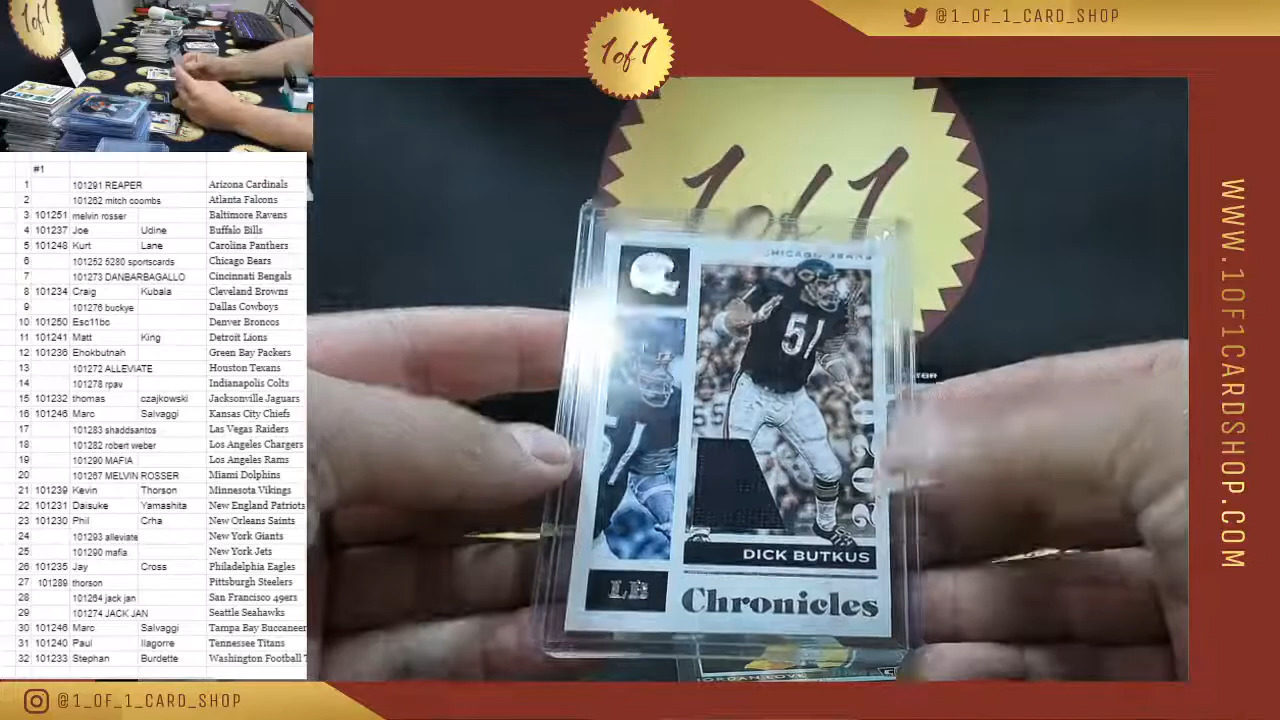 1of1
@1_OF_1_CARD_SHOP
1of1
1of1
#1
1 101291 REAPER Arizona Cardinals
2 101262 mitch coombs Atlanta Falcons
3 101251 melvin rosser Baltimore Ravens
4 101237 Joe Udine Buffalo Bills
5 101248 Kurt Lane Carolina Panthers
6 101252 5280 sportscards Chicago Bears
7 101273 DANBARBAGALLO Cincinnati Bengals
8 101234 Craig Kubala Cleveland Browns
9 101276 buckye Dallas Cowboys
10 101250 Esc11bo Denver Broncos
11 101241 Matt King Detroit Lions
12 101236 Ehokbutnah Green Bay Packers
13 101272 ALLEVIATE Houston Texans
14 101278 rpav Indianapolis Colts
15 101232 thomas czajkowski Jacksonville Jaguars
16 101246 Marc Salvaggi Kansas City Chiefs
17 101283 shaddsantos Las Vegas Raiders
18 101282 robert weber Los Angeles Chargers
19 101290 MAFIA Los Angeles Rams
20 101267 MELVIN ROSSER Miami Dolphins
21 101239 Kevin Thorson Minnesota Vikings
22 101231 Daisuke Yamashita New England Patriots
23 101230 Phil Crha New Orleans Saints
24 101293 alleviate New York Giants
25 101290 mafia New York Jets
26 101235 Jay Cross Philadelphia Eagles
27 101289 thorson Pittsburgh Steelers
28 101264 jack jan San Francisco 49ers
29 101274 JACK JAN Seattle Seahawks
30 101246 Marc Salvaggi Tampa Bay Buccaneer
31 101240 Paul llagorre Tennessee Titans
32 101233 Stephan Burdette Washington Football T
CHICAGO BEARS
51
51
2020
DICK BUTKUS
LB
Chronicles
JORDAN LOVE
WWW.1OF1CARDSHOP.COM
@1_OF_1_CARD_SHOP